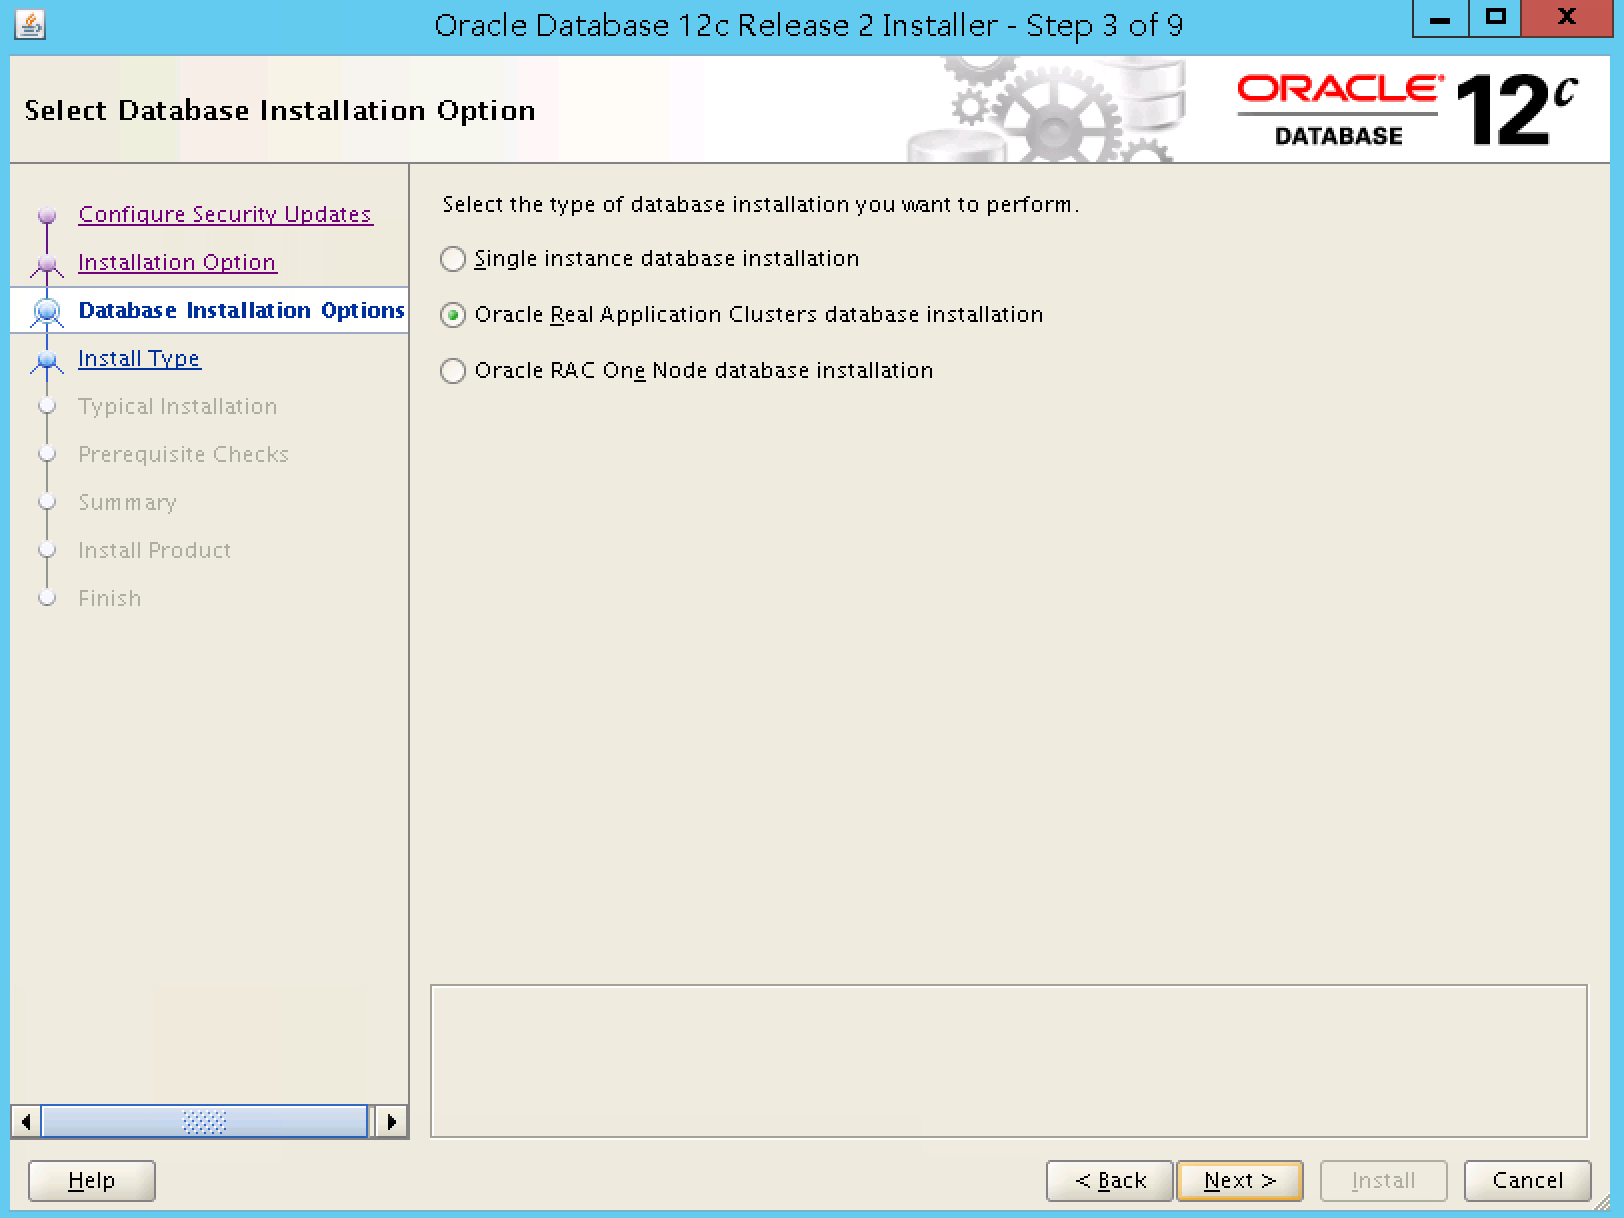 Oracle Database 12c Release 2 Installer - Step 3 of 9
Select Database Installation Option
ORACLE
DATABASE
12c
Configure Security Updates
Installation Option
Database Installation Options
Install Type
Typical Installation
Prerequisite Checks
Summary
Install Product
Finish
Select the type of database installation you want to perform.
Single instance database installation
Oracle Real Application Clusters database installation
Oracle RAC One Node database installation
Help
< Back
Next >
Install
Cancel